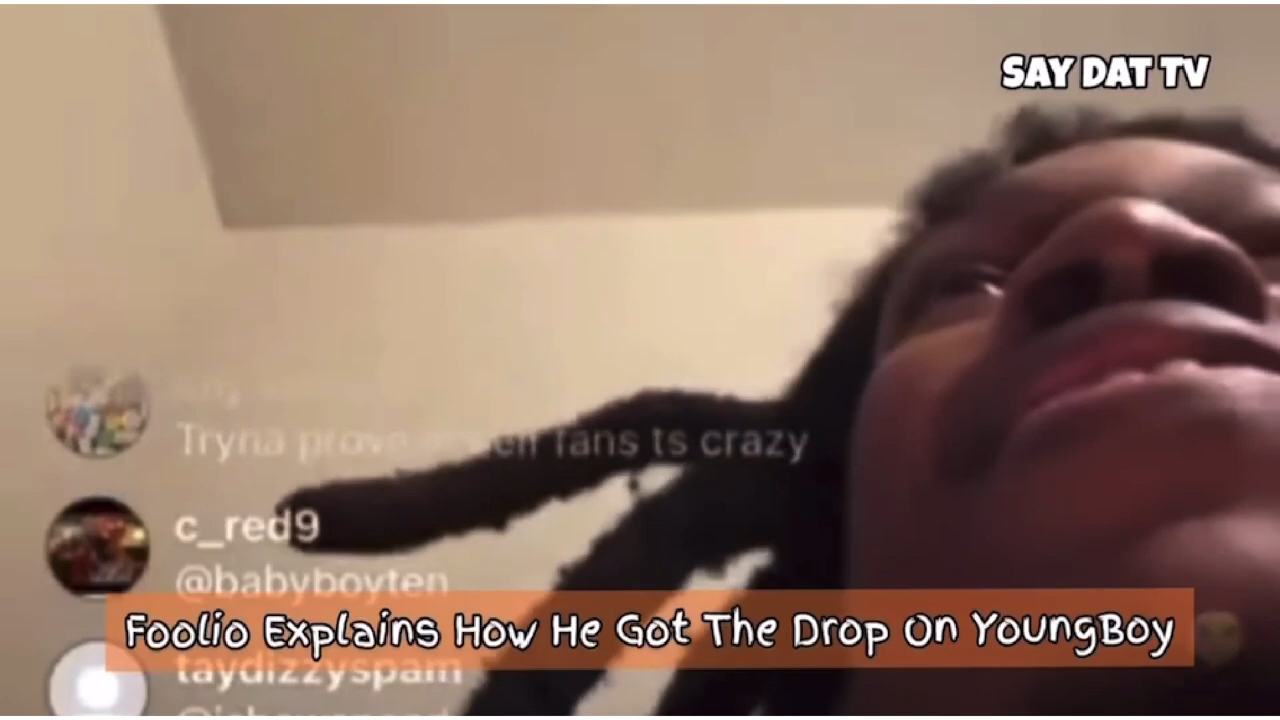 SAY DAT TV
Tryna prove fans ts crazy
c_red9
@babyboyten
Foolio Explains How He Got The Drop On YoungBoy
taydizzyspam